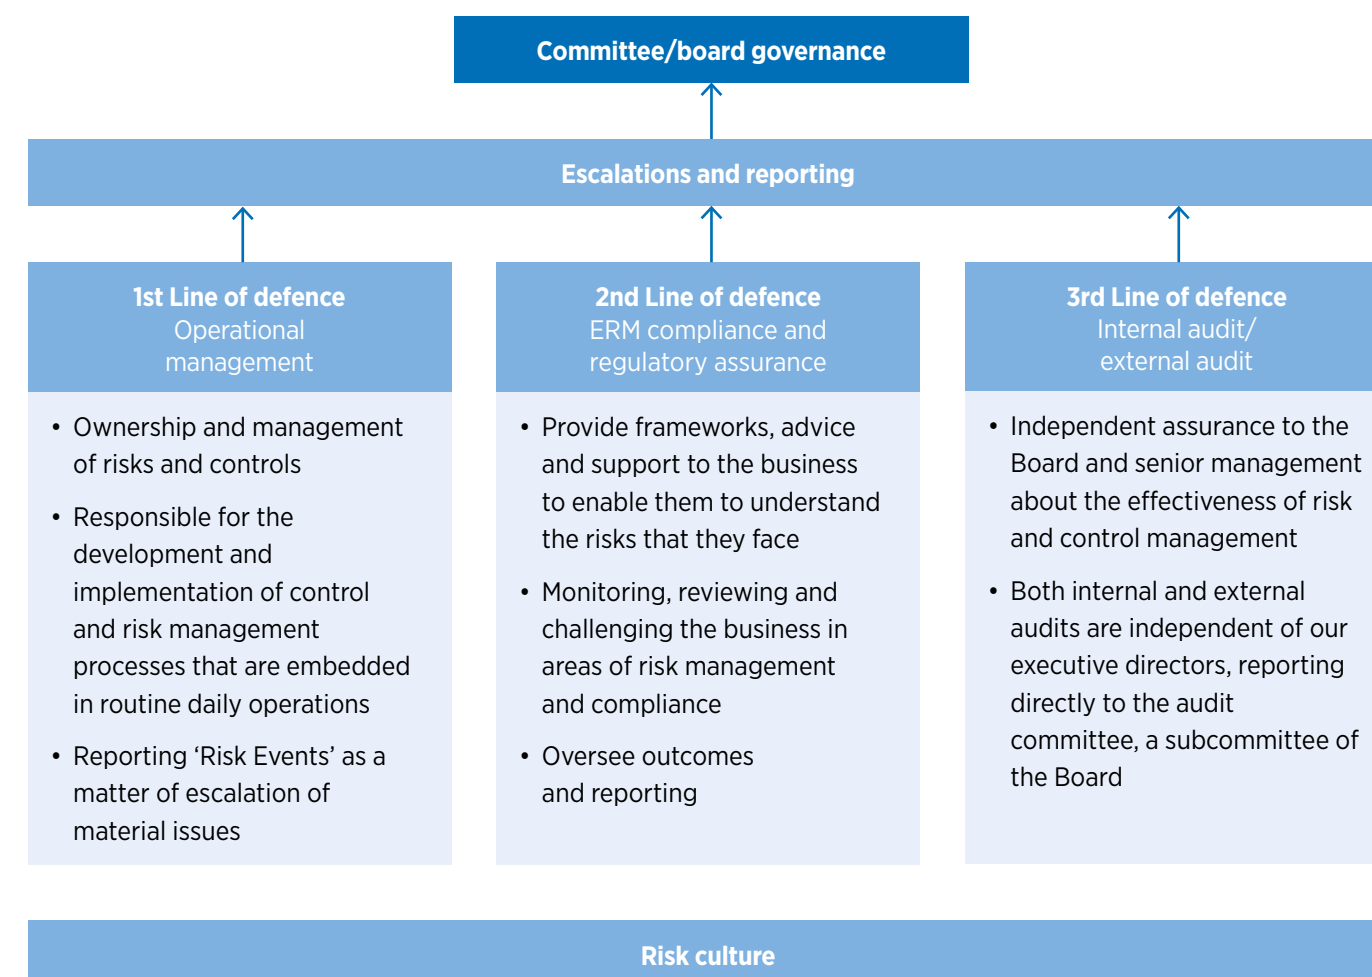 Committee/board governance
Escalations and reporting
1st Line of defence
Operational
management
• Ownership and management
of risks and controls
• Responsible for the
development and
implementation of control
and risk management
processes that are embedded
in routine daily operations
• Reporting ‘Risk Events’ as a
matter of escalation of
material issues
2nd Line of defence
ERM compliance and
regulatory assurance
• Provide frameworks, advice
and support to the business
to enable them to understand
the risks that they face
• Monitoring, reviewing and
challenging the business in
areas of risk management
and compliance
• Oversee outcomes
and reporting
3rd Line of defence
Internal audit/
external audit
• Independent assurance to the
Board and senior management
about the effectiveness of risk
and control management
• Both internal and external
audits are independent of our
executive directors, reporting
directly to the audit
committee, a subcommittee of
the Board
Risk culture